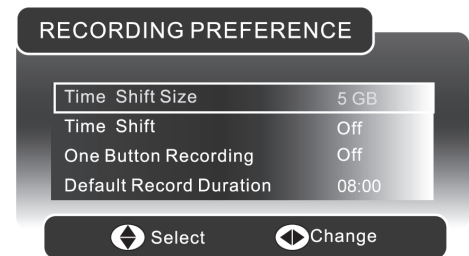 RECORDING PREFERENCE
Time Shift Size 5 GB
Time Shift Off
One Button Recording Off
Default Record Duration 08:00
Select Change